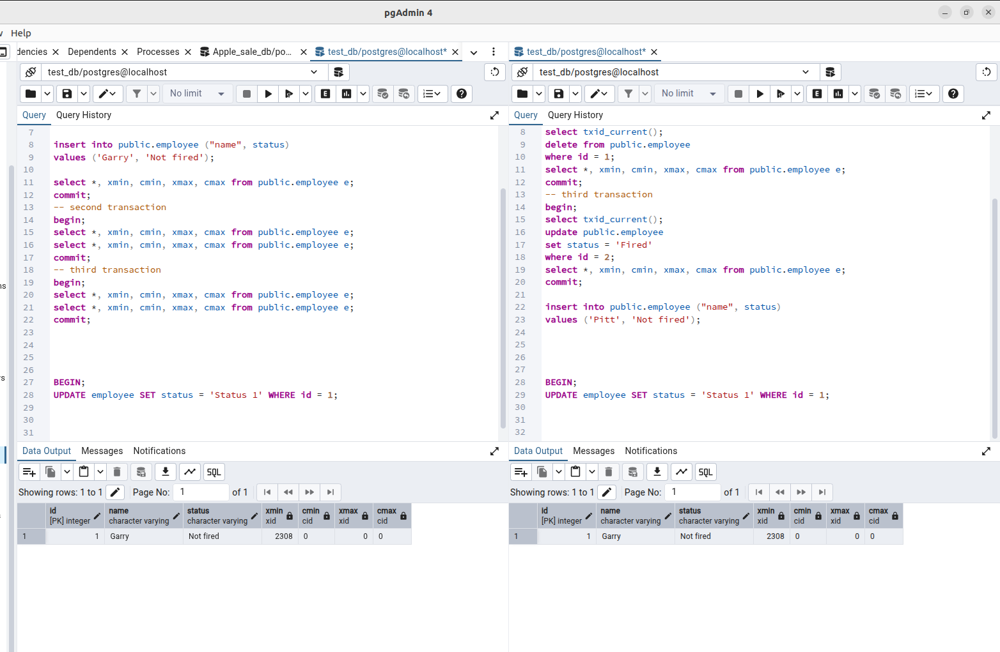 pgAdmin 4
Help
dencies
Dependents
Processes
Apple_sale_db/po...
test_db/postgres@localhost*
test_db/postgres@localhost
No limit
Query
Query History
7
8 insert into public.employee ("name", status)
9 values ('Garry', 'Not fired');
10
11 select *, xmin, cmin, xmax, cmax from public.employee e;
12 commit;
13 -- second transaction
14 begin;
15 select *, xmin, cmin, xmax, cmax from public.employee e;
16 select *, xmin, cmin, xmax, cmax from public.employee e;
17 commit;
18 -- third transaction
19 begin;
20 select *, xmin, cmin, xmax, cmax from public.employee e;
21 select *, xmin, cmin, xmax, cmax from public.employee e;
22 commit;
23
24
25
26
27 BEGIN;
28 UPDATE employee SET status = 'Status 1' WHERE id = 1;
29
30
31
Data Output
Messages
Notifications
SQL
Showing rows: 1 to 1
Page No: 1 of 1
id name status xmin cmin xmax cmax
[PK] integer character varying character varying xid cid xid cid
1 1 Garry Not fired 2308 0 0 0
test_db/postgres@localhost*
test_db/postgres@localhost
No limit
Query
Query History
8 select txid_current();
9 delete from public.employee
10 where id = 1;
11 select *, xmin, cmin, xmax, cmax from public.employee e;
12 commit;
13 -- third transaction
14 begin;
15 select txid_current();
16 update public.employee
17 set status = 'Fired'
18 where id = 2;
19 select *, xmin, cmin, xmax, cmax from public.employee e;
20 commit;
21
22 insert into public.employee ("name", status)
23 values ('Pitt', 'Not fired');
24
25
26
27
28 BEGIN;
29 UPDATE employee SET status = 'Status 1' WHERE id = 1;
30
31
32
Data Output
Messages
Notifications
SQL
Showing rows: 1 to 1
Page No: 1 of 1
id name status xmin cmin xmax cmax
[PK] integer character varying character varying xid cid xid cid
1 1 Garry Not fired 2308 0 0 0